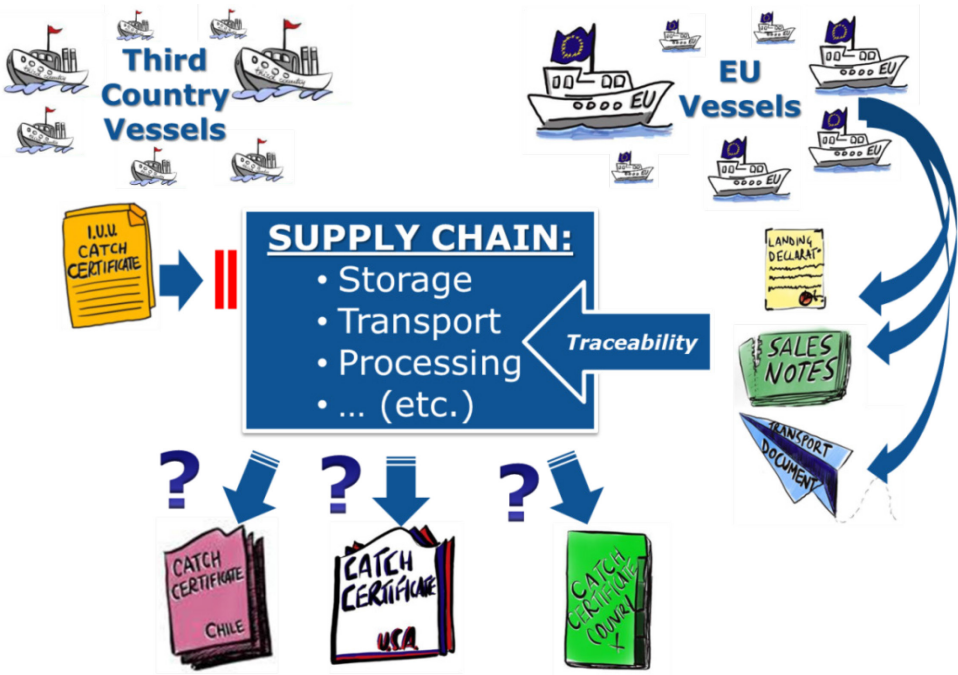 Third
Country
Vessels
EU
Vessels
EU
EU
EU
EU
I.U.U.
CATCH
CERTIFICATE
SUPPLY CHAIN:
• Storage
• Transport
• Processing
• ... (etc.)
Traceability
LANDING
DECLARAT
SALES
NOTES
TRANSPORT
DOCUMENT
?
?
?
CATCH
CERTIFICATE
CHILE
CATCH
CERTIFICATE
U.S.A.
CATCH
CERTIFICATE
X